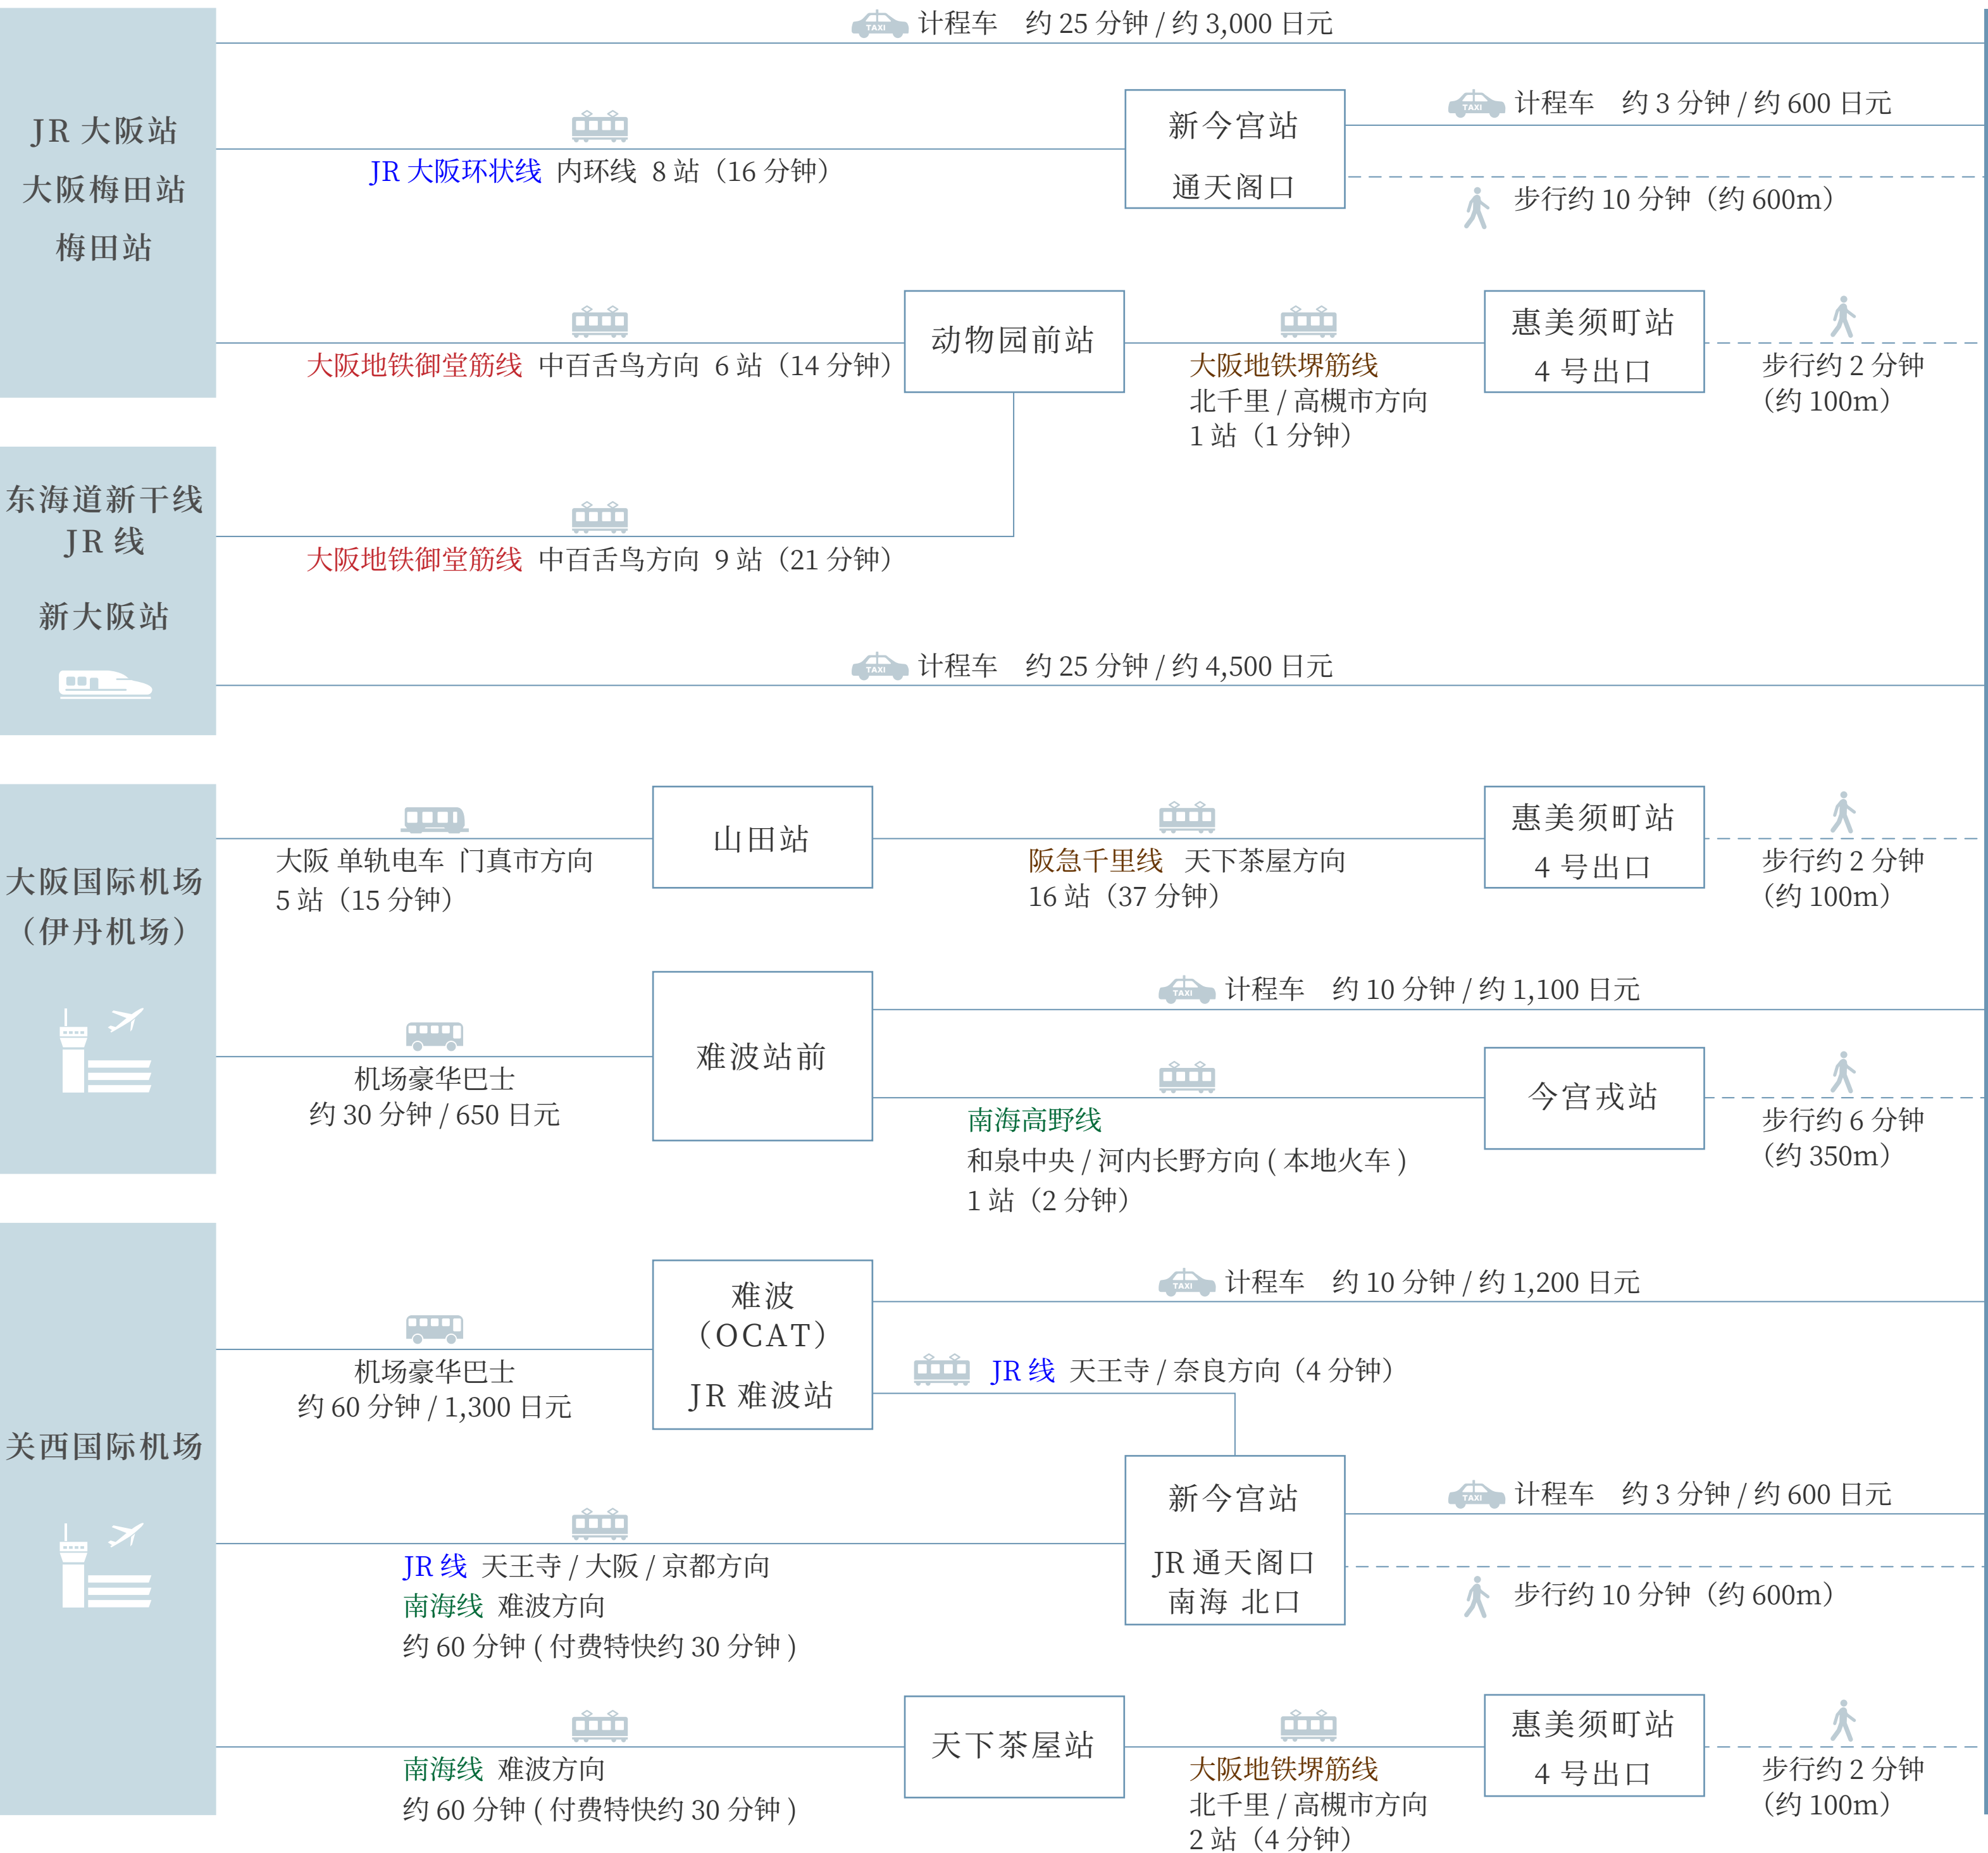 计程车 约 25 分钟 / 约 3,000 日元
JR 大阪站
大阪梅田站
梅田站
JR 大阪环状线 内环线 8 站（16 分钟）
新今宫站
通天阁口
TAXI 计程车 约 3 分钟 / 约 600 日元
步行约 10 分钟（约 600m）
大阪地铁御堂筋线 中百舌鸟方向 6 站（14 分钟）
动物园前站
大阪地铁堺筋线
北千里 / 高槻市方向
1 站（1 分钟）
惠美须町站
4 号出口
步行约 2 分钟
（约 100m）
东海道新干线
JR 线
新大阪站
大阪地铁御堂筋线 中百舌鸟方向 9 站（21 分钟）
TAXI 计程车 约 25 分钟 / 约 4,500 日元
大阪国际机场
（伊丹机场）
大阪 单轨电车 门真市方向
5 站（15 分钟）
山田站
阪急千里线 天下茶屋方向
16 站（37 分钟）
惠美须町站
4 号出口
步行约 2 分钟
（约 100m）
机场豪华巴士
约 30 分钟 / 650 日元
难波站前
TAXI 计程车 约 10 分钟 / 约 1,100 日元
南海高野线
和泉中央 / 河内长野方向 ( 本地火车 )
1 站（2 分钟）
今宫戎站
步行约 6 分钟
（约 350m）
关西国际机场
机场豪华巴士
约 60 分钟 / 1,300 日元
难波
（OCAT）
JR 难波站
TAXI 计程车 约 10 分钟 / 约 1,200 日元
JR 线 天王寺 / 奈良方向（4 分钟）
JR 线 天王寺 / 大阪 / 京都方向
南海线 难波方向
约 60 分钟 ( 付费特快约 30 分钟 )
新今宫站
JR 通天阁口
南海 北口
TAXI 计程车 约 3 分钟 / 约 600 日元
步行约 10 分钟（约 600m）
南海线 难波方向
约 60 分钟 ( 付费特快约 30 分钟 )
天下茶屋站
大阪地铁堺筋线
北千里 / 高槻市方向
2 站（4 分钟）
惠美须町站
4 号出口
步行约 2 分钟
（约 100m）